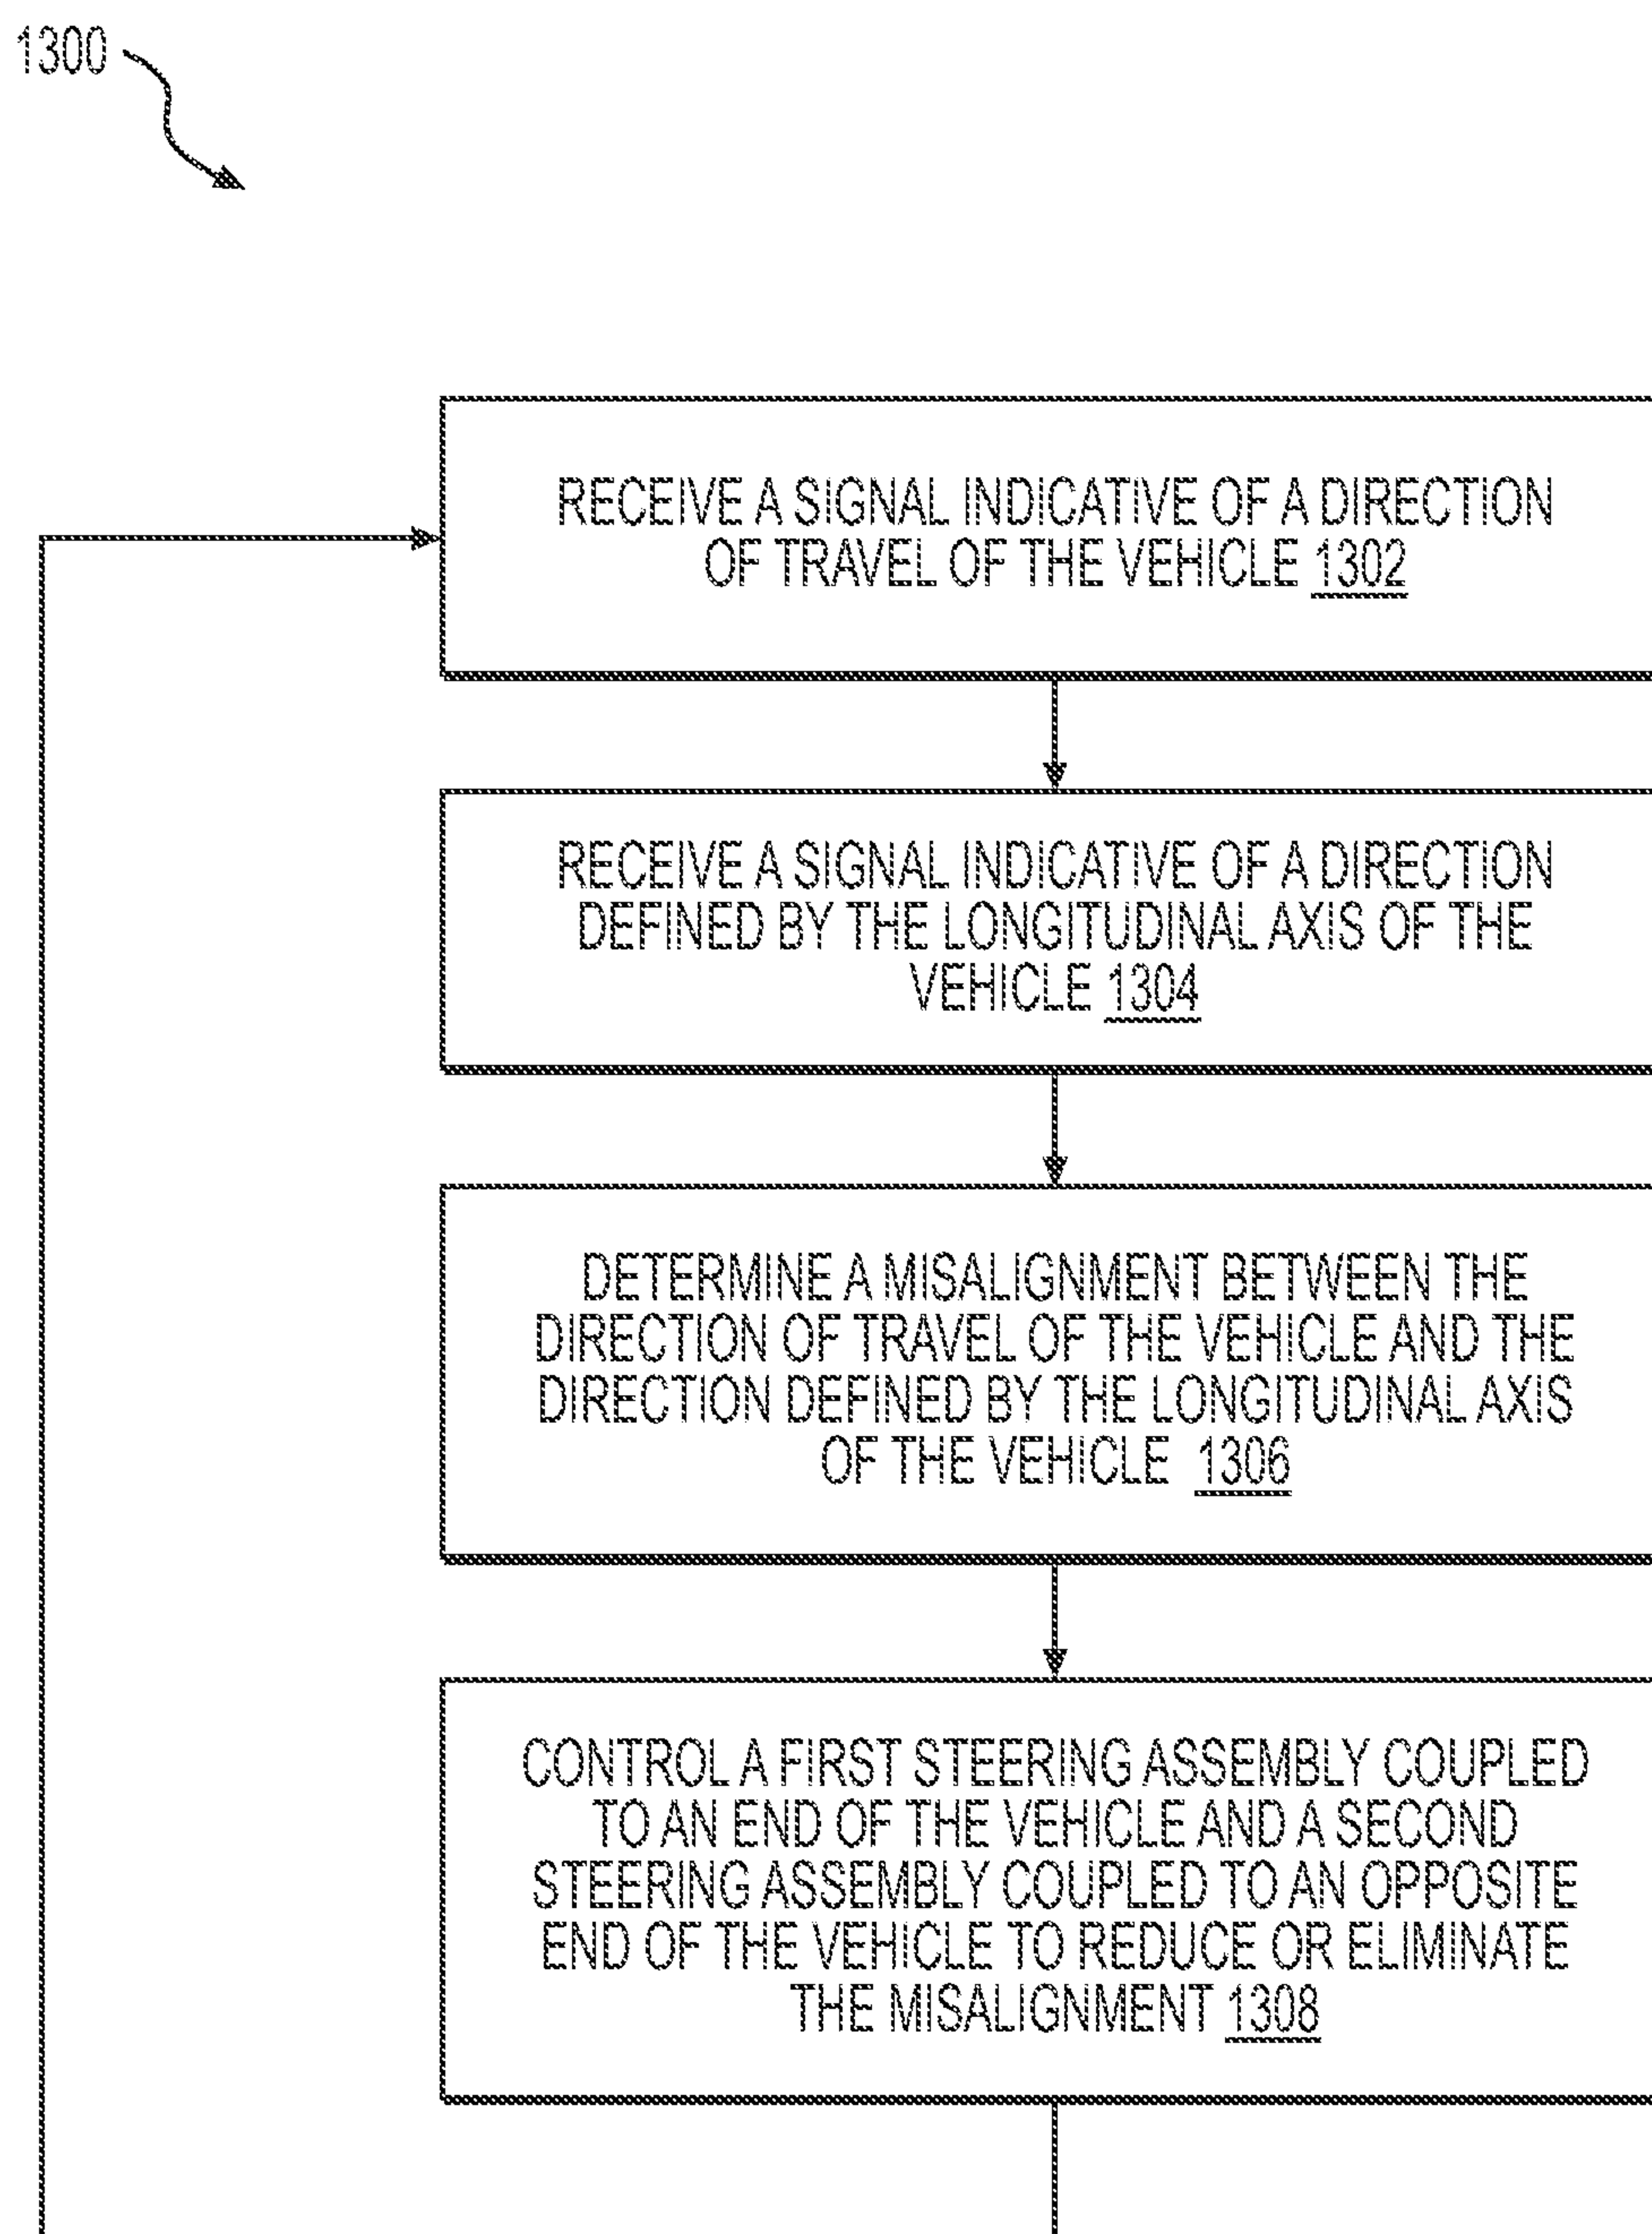 1300
RECEIVE A SIGNAL INDICATIVE OF A DIRECTION
OF TRAVEL OF THE VEHICLE 1302
RECEIVE A SIGNAL INDICATIVE OF A DIRECTION
DEFINED BY THE LONGITUDINAL AXIS OF THE
VEHICLE 1304
DETERMINE A MISALIGNMENT BETWEEN THE
DIRECTION OF TRAVEL OF THE VEHICLE AND THE
DIRECTION DEFINED BY THE LONGITUDINAL AXIS
OF THE VEHICLE 1306
CONTROL A FIRST STEERING ASSEMBLY COUPLED
TO AN END OF THE VEHICLE AND A SECOND
STEERING ASSEMBLY COUPLED TO AN OPPOSITE
END OF THE VEHICLE TO REDUCE OR ELIMINATE
THE MISALIGNMENT 1308